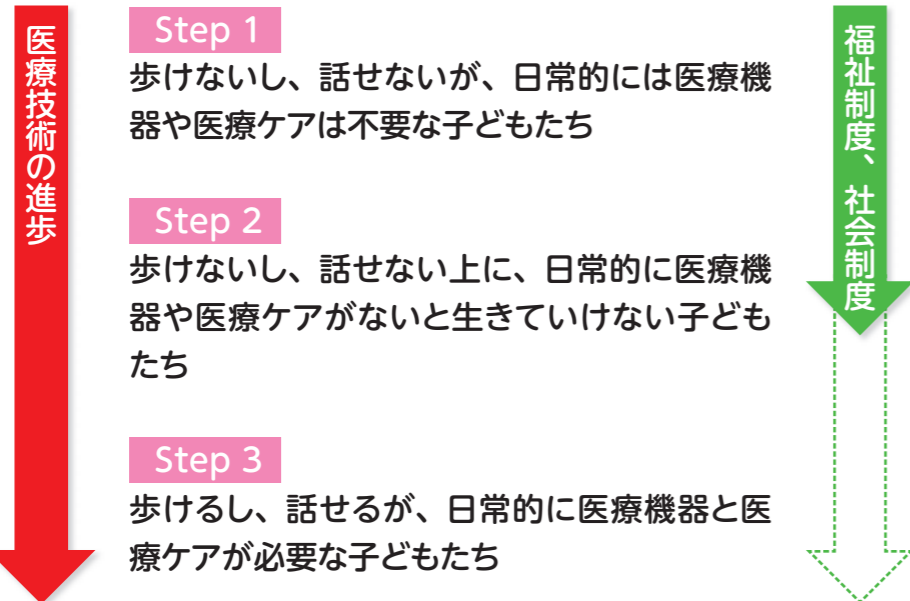 医療技術の進歩
Step 1
歩けないし、話せないが、日常的には医療機
器や医療ケアは不要な子どもたち
Step 2
歩けないし、話せない上に、日常的に医療機
器や医療ケアがないと生きていけない子ども
たち
Step 3
歩けるし、話せるが、日常的に医療機器と医
療ケアが必要な子どもたち
福祉制度、社会制度